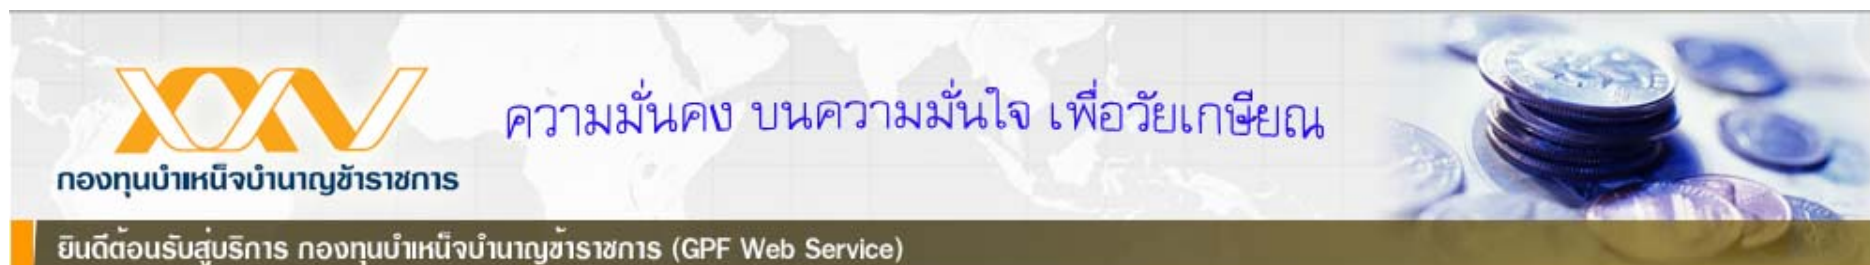 ความมั่นคง บนความมั่นใจ เพื่อวัยเกษียณ
กองทุนบำเหน็จบำนาญข้าราชการ
ยินดีต้อนรับสู่บริการ กองทุนบำเหน็จบำนาญข้าราชการ (GPF Web Service)